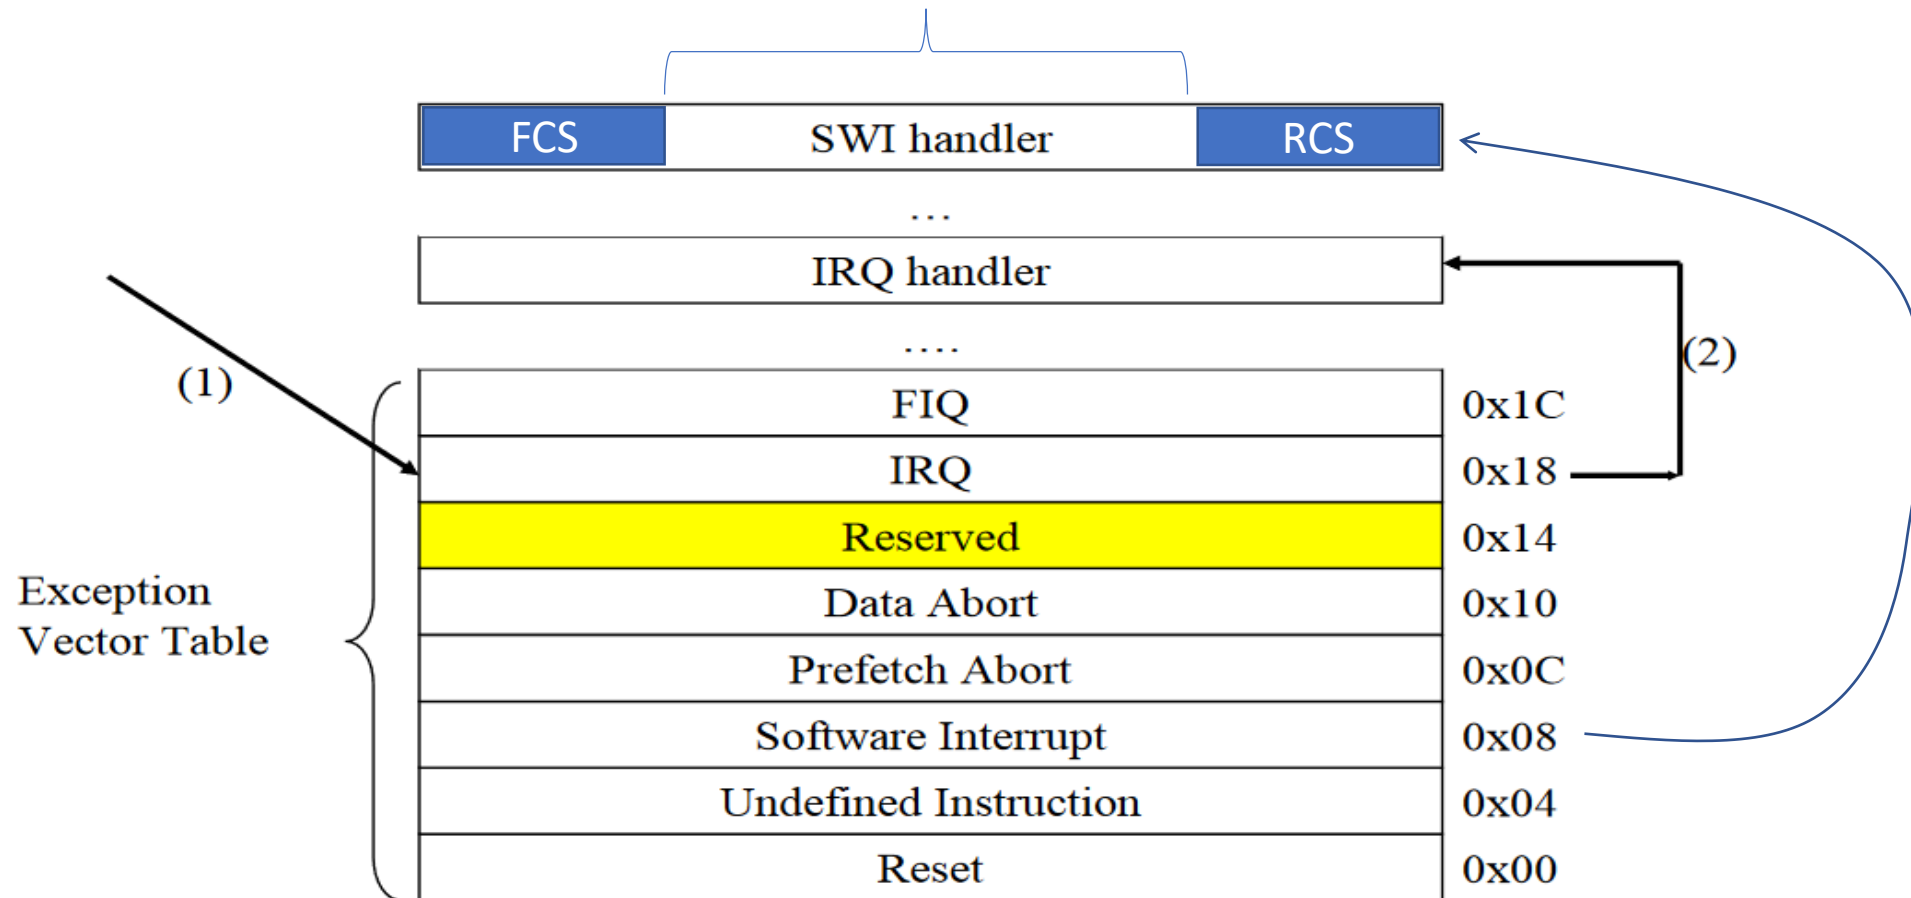 FCS SWI handler RCS
...
IRQ handler
....
(1)
(2)
FIQ 0x1C
IRQ 0x18
Reserved 0x14
Exception
Vector Table
Data Abort 0x10
Prefetch Abort 0x0C
Software Interrupt 0x08
Undefined Instruction 0x04
Reset 0x00